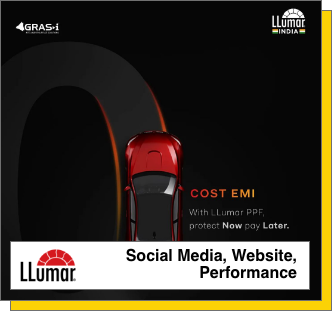 GRAS-i
LLumar
INDIA
0
COST EMI
With LLumar PPF,
protect Now pay Later.
LLumar
Social Media, Website,
Performance